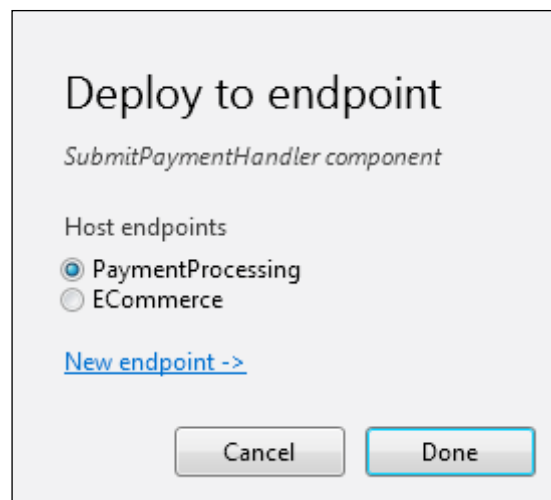 Deploy to endpoint
SubmitPaymentHandler component
Host endpoints
PaymentProcessing
ECommerce
New endpoint ->
Cancel Done